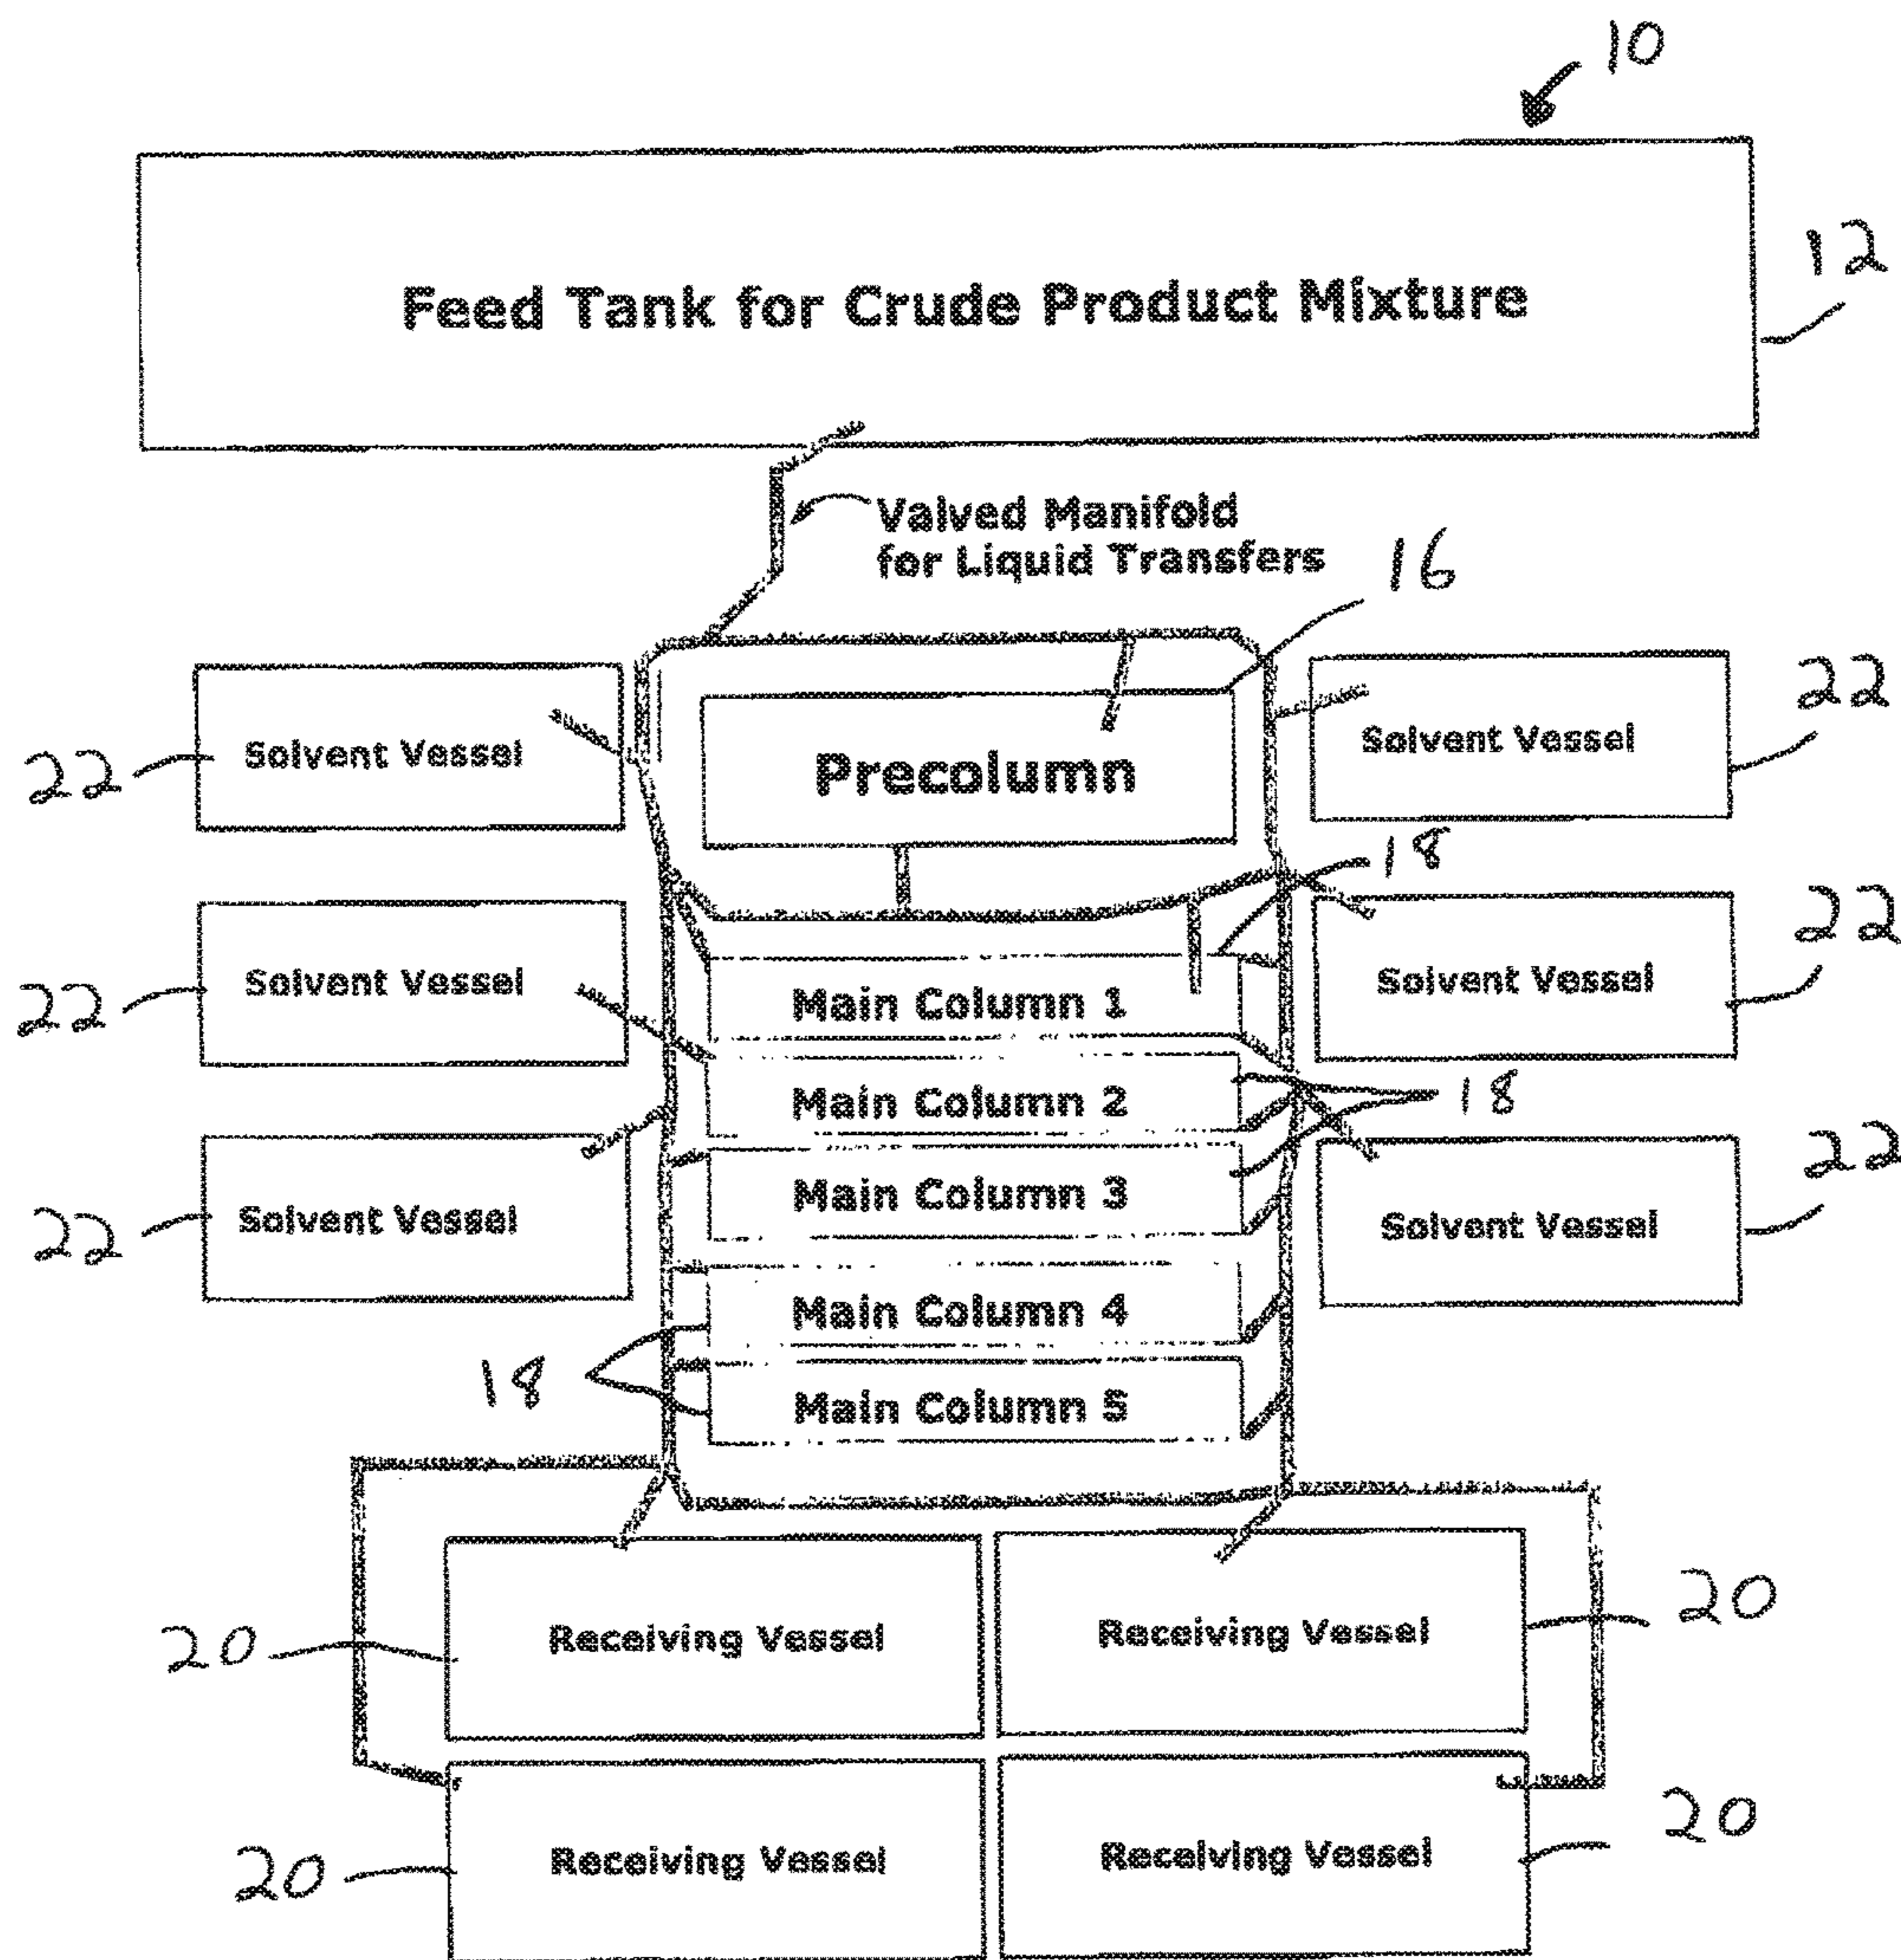 10
Feed Tank for Crude Product Mixture
12
Valved Manifold
for Liquid Transfers
16
22
Solvent Vessel
Precolumn
Solvent Vessel
22
18
22
Solvent Vessel
Main Column 1
Solvent Vessel
22
Main Column 2
18
22
Solvent Vessel
Main Column 3
Solvent Vessel
22
Main Column 4
18
Main Column 5
20
Receiving Vessel
Receiving Vessel
20
20
Receiving Vessel
Receiving Vessel
20